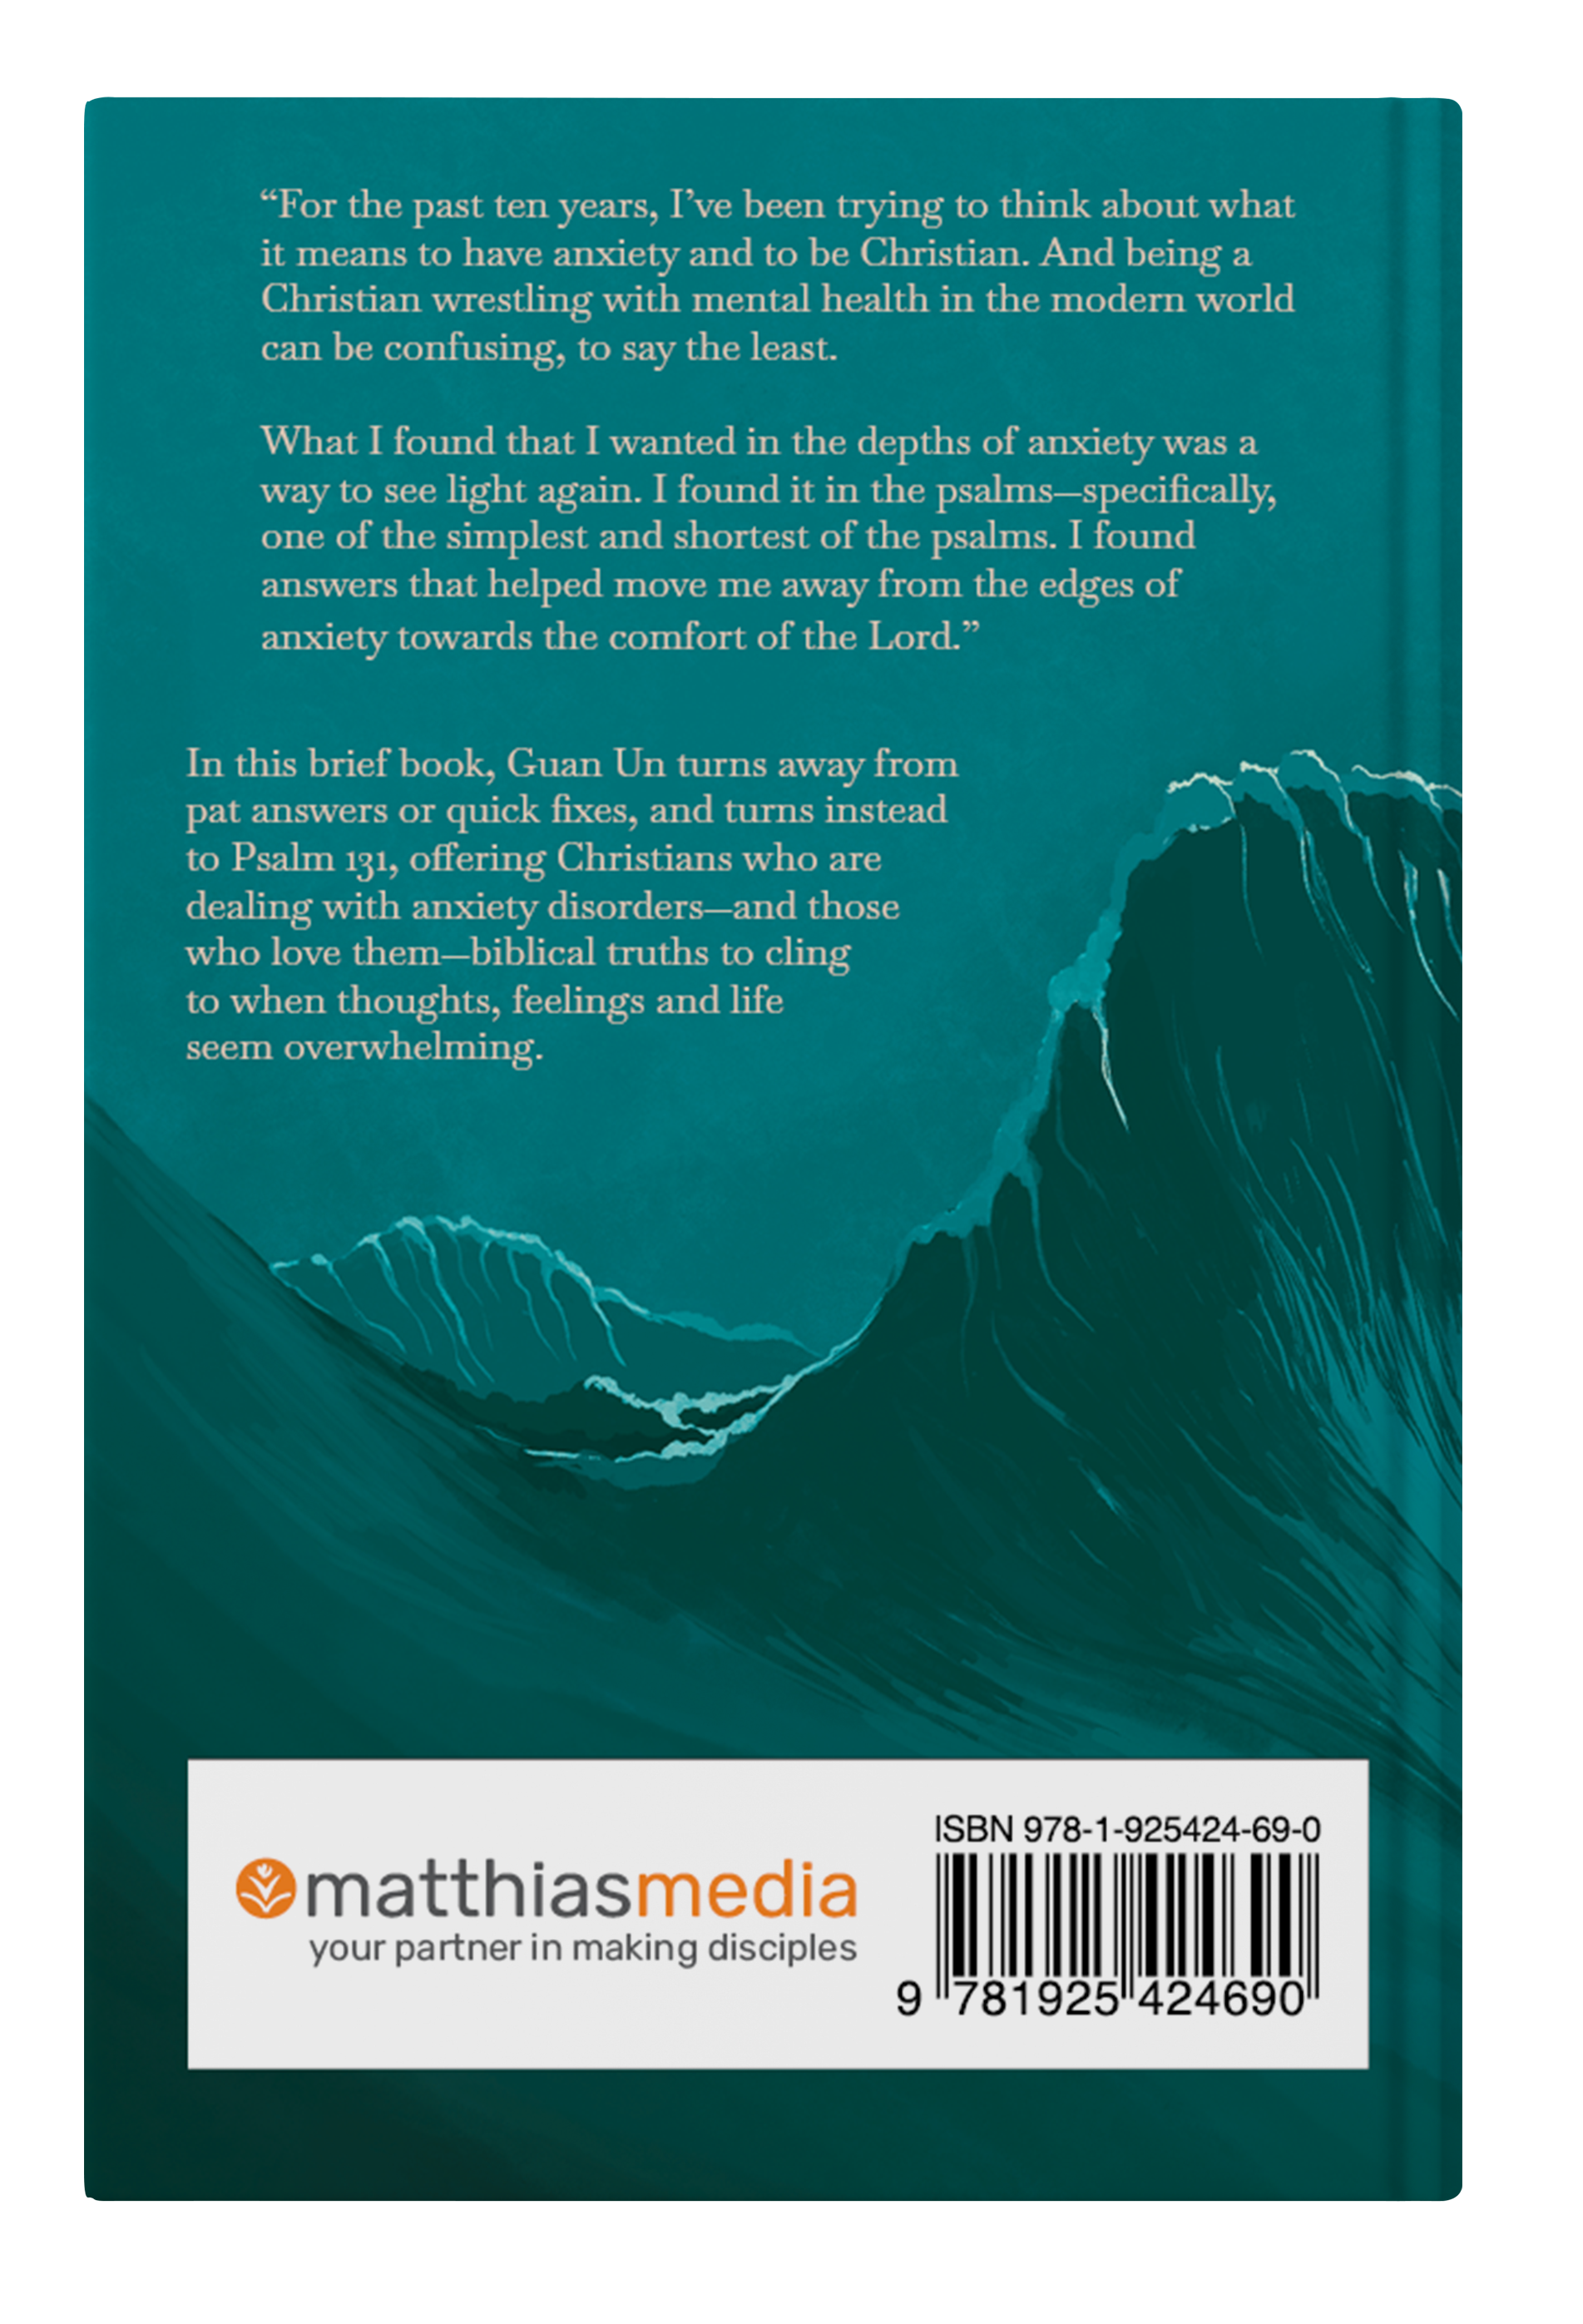 “For the past ten years, I’ve been trying to think about what
it means to have anxiety and to be Christian. And being a
Christian wrestling with mental health in the modern world
can be confusing, to say the least.
What I found that I wanted in the depths of anxiety was a
way to see light again. I found it in the psalms—specifically,
one of the simplest and shortest of the psalms. I found
answers that helped move me away from the edges of
anxiety towards the comfort of the Lord.”
In this brief book, Guan Un turns away from
pat answers or quick fixes, and turns instead
to Psalm 131, offering Christians who are
dealing with anxiety disorders—and those
who love them—biblical truths to cling
to when thoughts, feelings and life
seem overwhelming.
matthiasmedia
your partner in making disciples
ISBN 978-1-925424-69-0
9 781925 424690